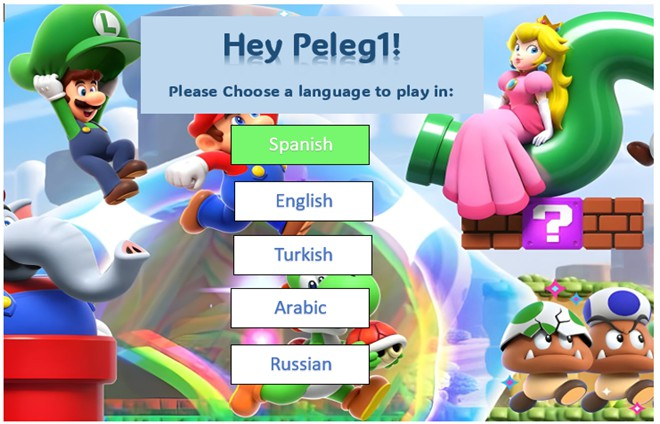 L
Hey Peleg1!
Please Choose a language to play in:
Spanish
English
Turkish
Arabic
Russian
?